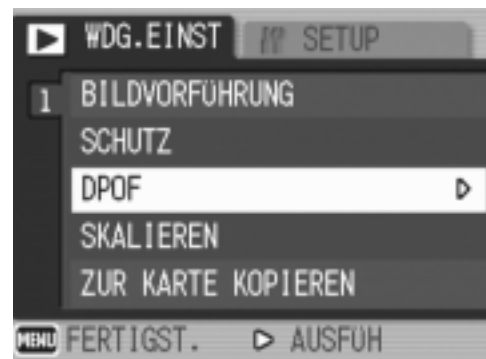 WDG.EINST SETUP
1 BILDVORFÜHRUNG
SCHUTZ
DPOF
SKALIEREN
ZUR KARTE KOPIEREN
MENU FERTIGST. AUSFÜH